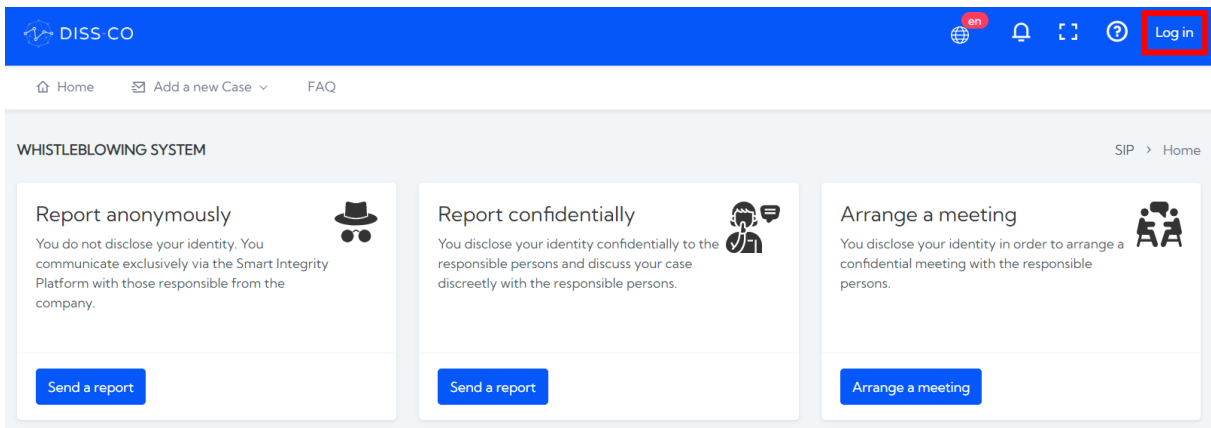 DISS-CO
en
Log in
Home
Add a new Case
FAQ
WHISTLEBLOWING SYSTEM
SIP > Home
Report anonymously
You do not disclose your identity. You
communicate exclusively via the Smart Integrity
Platform with those responsible from the
company.
Send a report
Report confidentially
You disclose your identity confidentially to the
responsible persons and discuss your case
discreetly with the responsible persons.
Send a report
Arrange a meeting
You disclose your identity in order to arrange a
confidential meeting with the responsible
persons.
Arrange a meeting